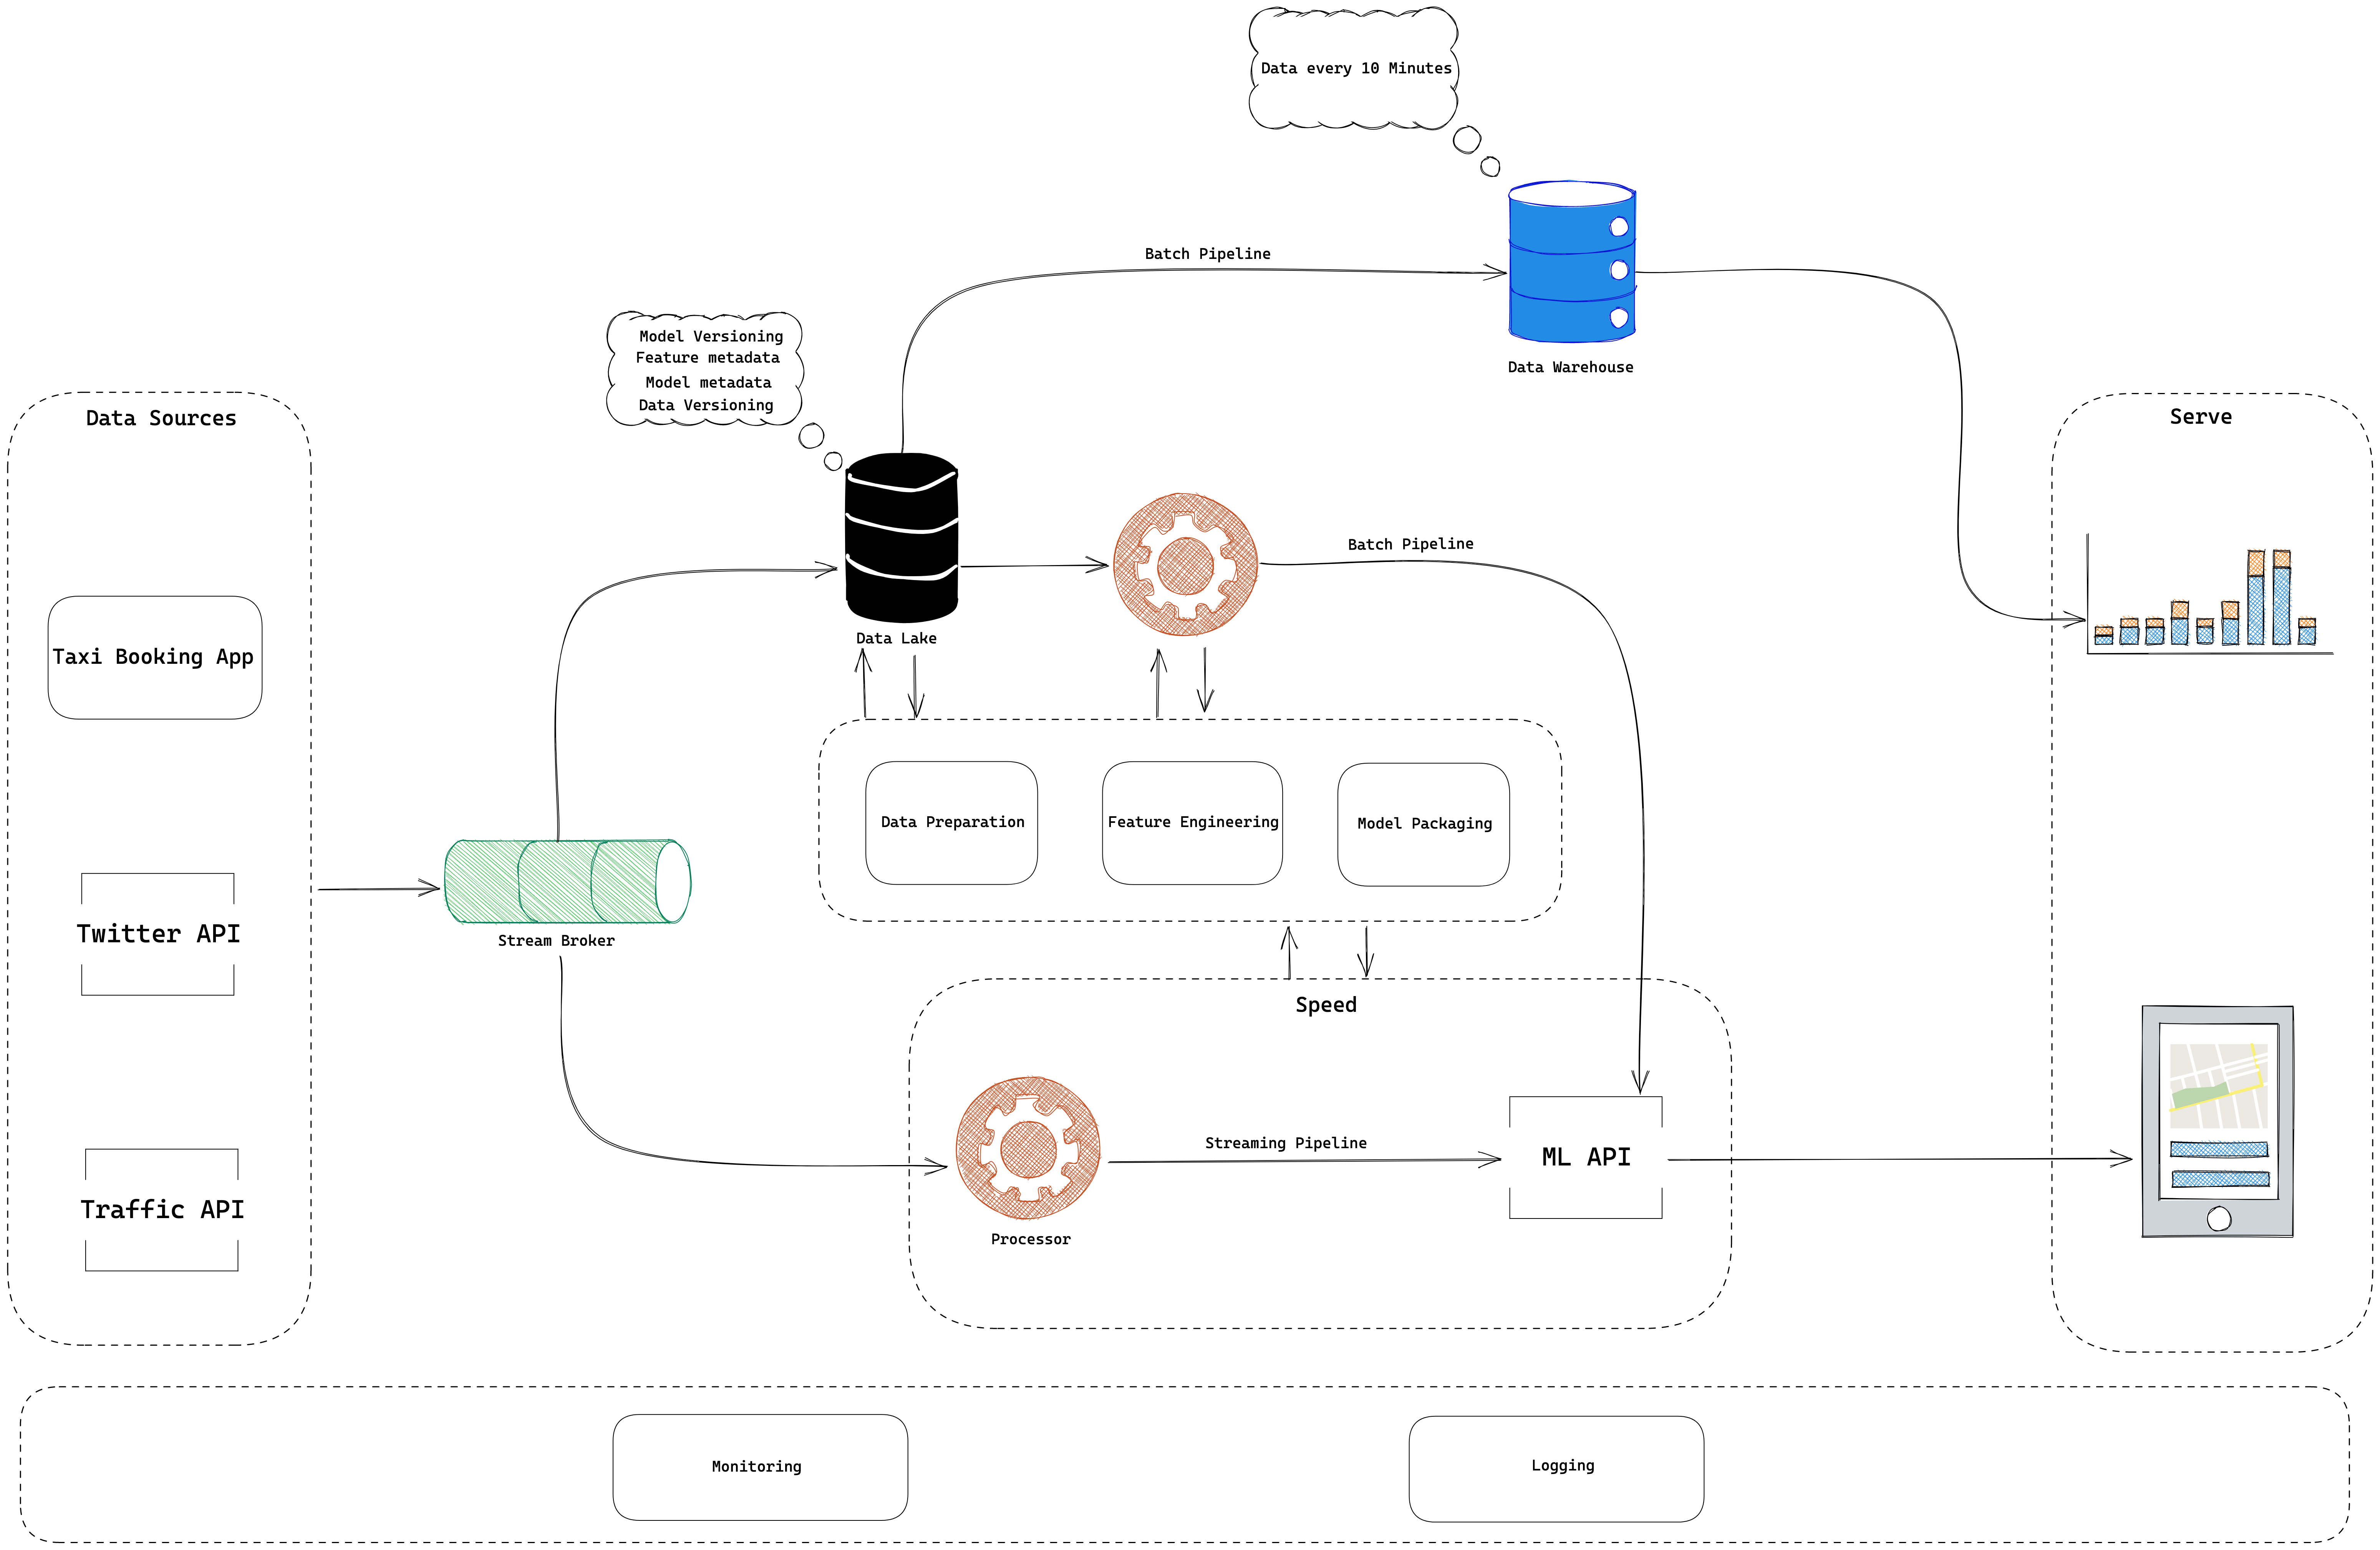 Data every 10 Minutes
Batch Pipeline
Model Versioning
Feature metadata
Model metadata
Data Versioning
Data Warehouse
Data Sources
Serve
Batch Pipeline
Data Lake
Taxi Booking App
Data Preparation
Feature Engineering
Model Packaging
Twitter API
Stream Broker
Speed
Streaming Pipeline
ML API
Traffic API
Processor
Monitoring
Logging